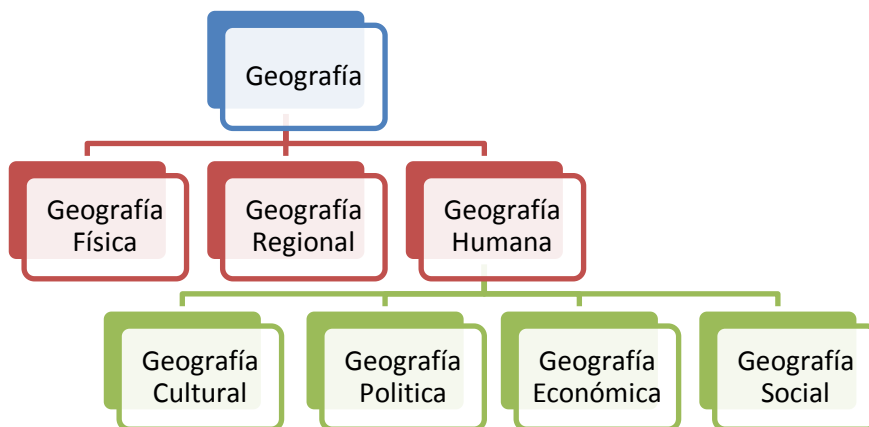 Geografía
Geografía
Física
Geografía
Regional
Geografía
Humana
Geografía
Cultural
Geografía
Politica
Geografía
Económica
Geografía
Social